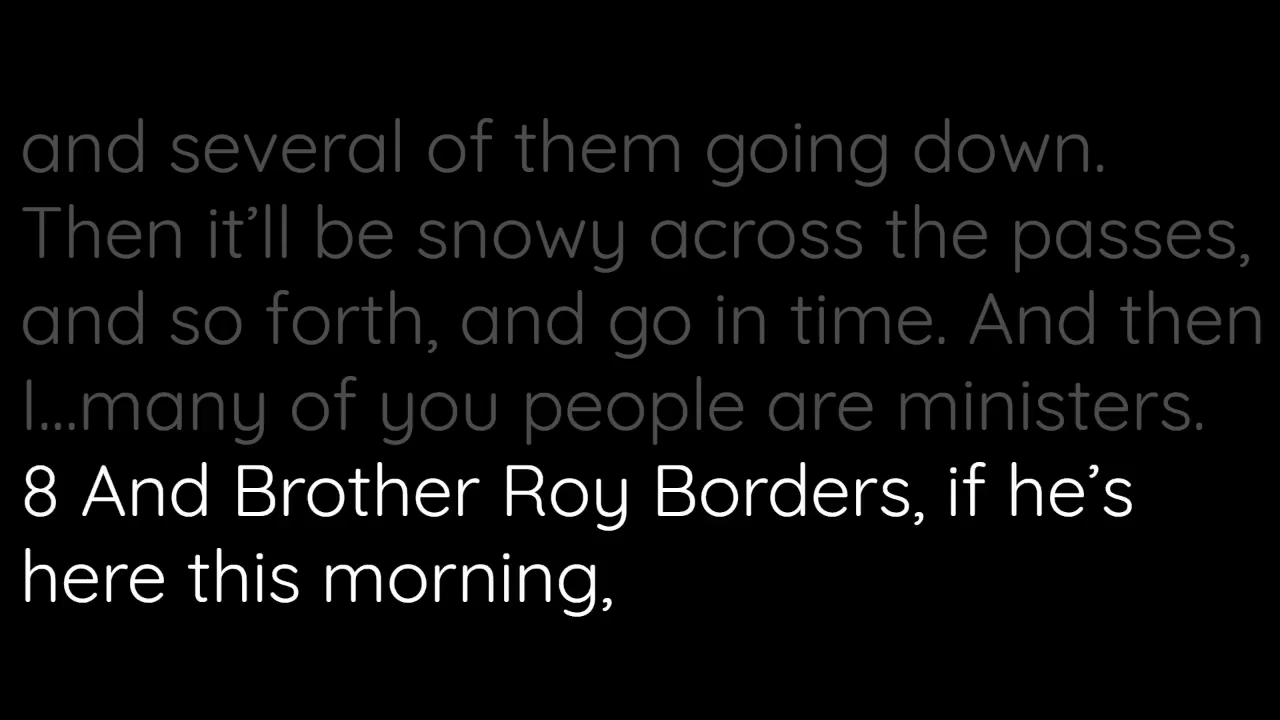 and several of them going down.
Then it’ll be snowy across the passes,
and so forth, and go in time. And then
I...many of you people are ministers.
8 And Brother Roy Borders, if he’s
here this morning,